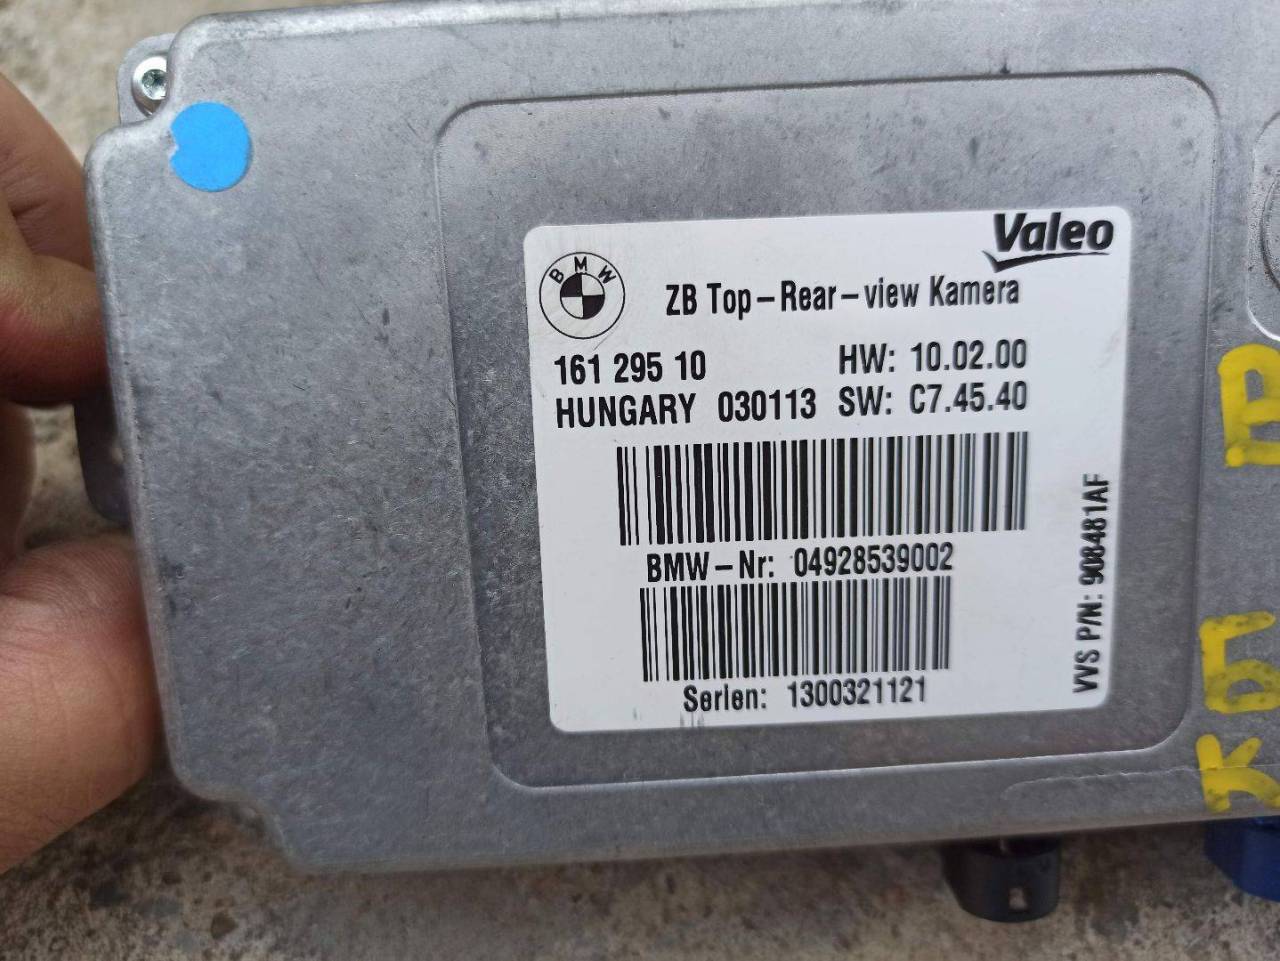 Valeo
BMW
ZB Top-Rear-view Kamera
161 295 10 HW: 10.02.00
HUNGARY 030113 SW: C7.45.40
BMW-Nr: 04928539002
Serien: 1300321121
VVS P/N: 908481AF